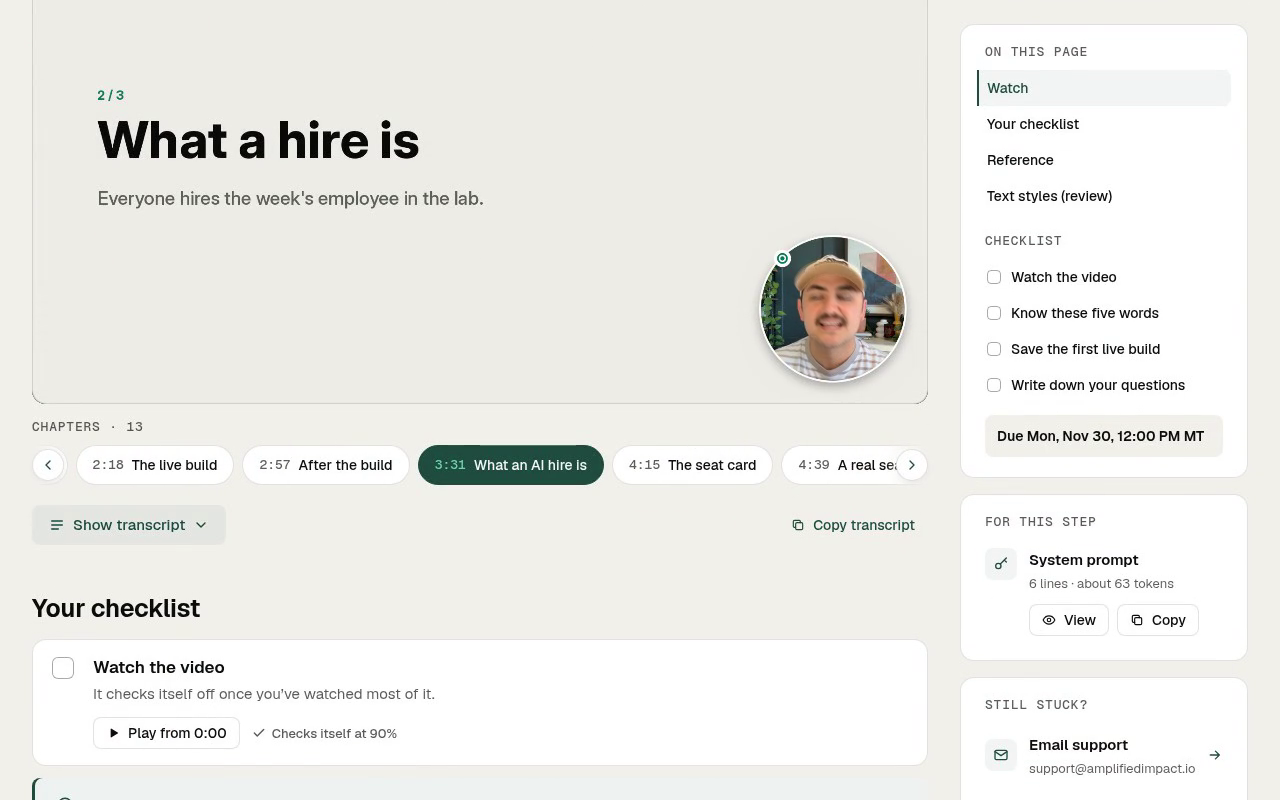 2/3
What a hire is
Everyone hires the week's employee in the lab.
CHAPTERS · 13
2:18 The live build
2:57 After the build
3:31 What an AI hire is
4:15 The seat card
4:39 A real
Show transcript
Copy transcript
Your checklist
Watch the video
It checks itself off once you've watched most of it.
Play from 0:00
Checks itself at 90%
ON THIS PAGE
Watch
Your checklist
Reference
Text styles (review)
CHECKLIST
Watch the video
Know these five words
Save the first live build
Write down your questions
Due Mon, Nov 30, 12:00 PM MT
FOR THIS STEP
System prompt
6 lines · about 63 tokens
View
Copy
STILL STUCK?
Email support
support@amplifiedimpact.io